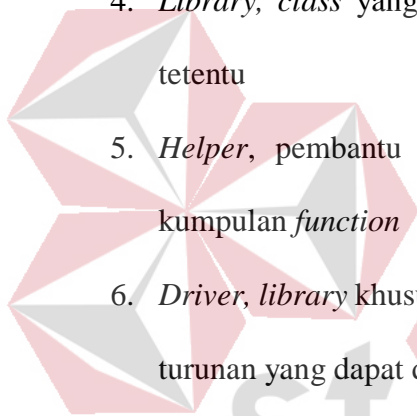 4. Library, class yang
tetentu
5. Helper, pembantu
kumpulan function
6. Driver, library
turunan yang dapat